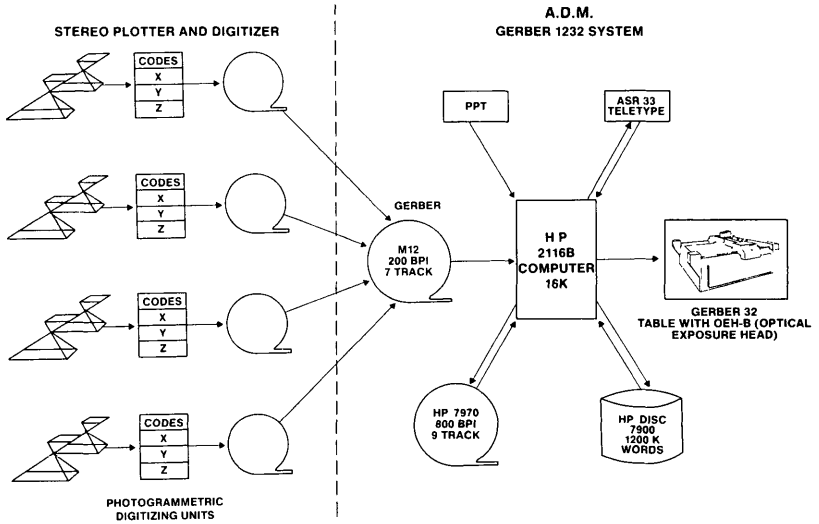 STEREO PLOTTER AND DIGITIZER
CODES
X
Y
Z
CODES
X
Y
Z
CODES
X
Y
Z
CODES
X
Y
Z
PHOTOGRAMMETRIC
DIGITIZING UNITS
A.D.M.
GERBER 1232 SYSTEM
PPT
ASR 33
TELETYPE
GERBER
M12
200 BPI
7 TRACK
HP
2116B
COMPUTER
16K
GERBER 32
TABLE WITH OEH-B (OPTICAL
EXPOSURE HEAD)
HP 7970
800 BPI
9 TRACK
HP DISC
7900
1200 K
WORDS